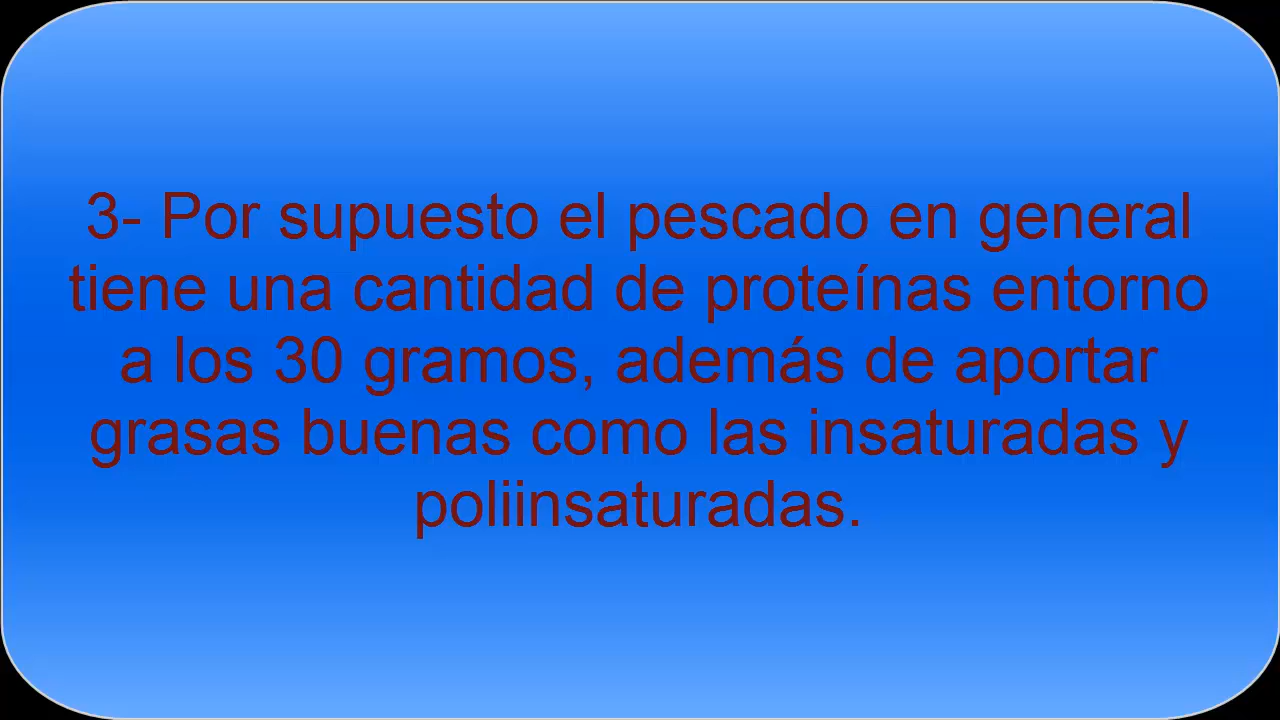 3- Por supuesto el pescado en general
tiene una cantidad de proteínas entorno
a los 30 gramos, además de aportar
grasas buenas como las insaturadas y
poliinsaturadas.